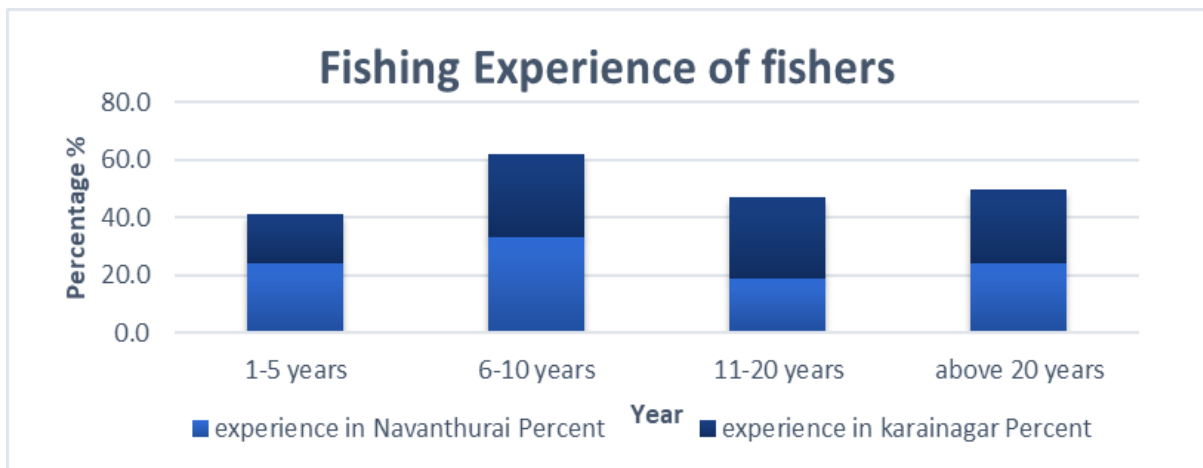 Fishing Experience of fishers
Percentage %
80.0
60.0
40.0
20.0
0.0
1-5 years
6-10 years
11-20 years
above 20 years
Year
experience in Navanthurai Percent
experience in karainagar Percent